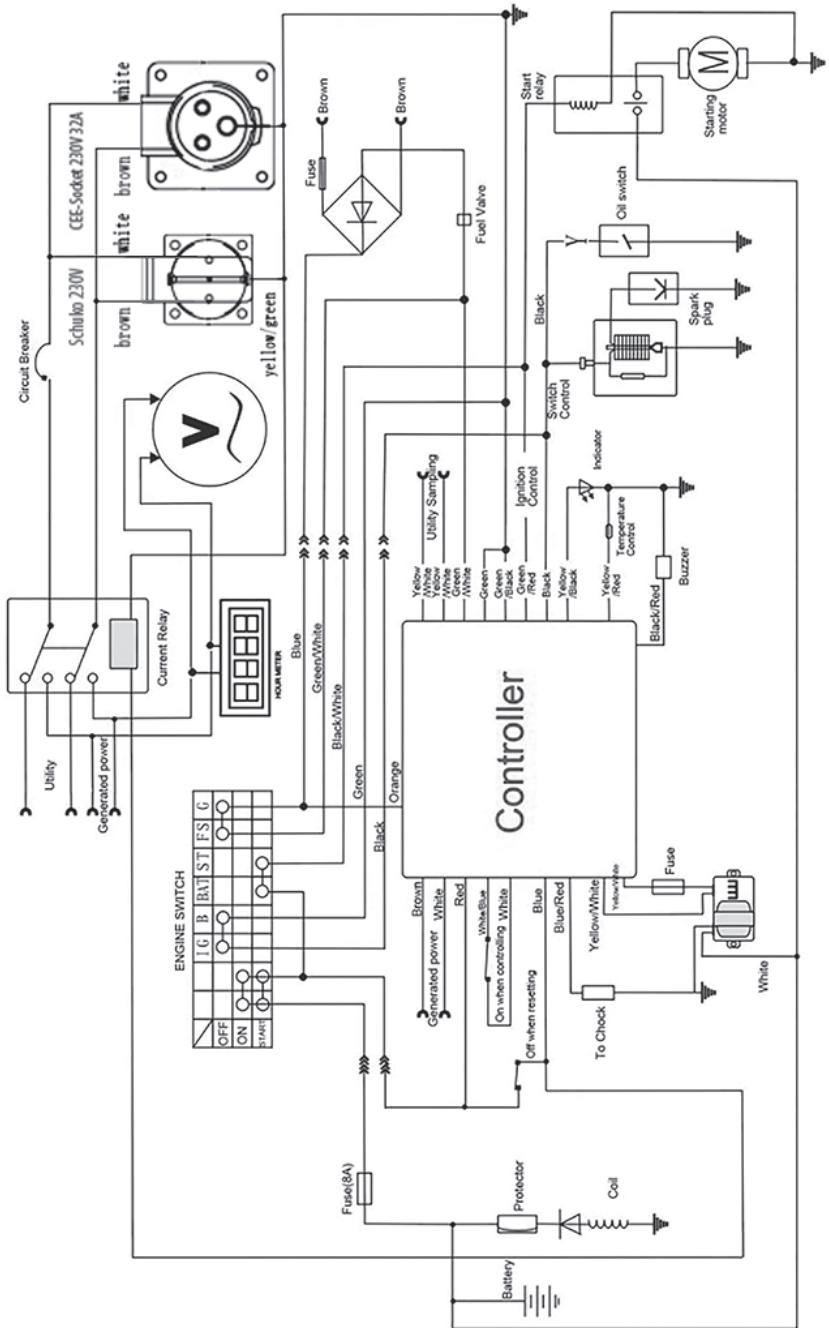 Circuit Breaker
CEE-Socket 230V 32A
white
brown
Schuko 230V
white
brown
yellow/green
V
Current Relay
Utility
Generated power
HOUR METER
Fuse
Brown
Brown
Fuel Valve
Start relay
M
Starting motor
Oil switch
Black
Spark plug
Switch Control
Ignition Control
Utility Sampling
Indicator
Temperature Control
Buzzer
Blue
Green/White
Black/White
Green
Orange
Black
ENGINE SWITCH
IG
B
BAT
ST
FS
G
OFF
ON
START
Yellow/White
Yellow/White
Green/White
Green
Green/Black
Green/Red
Black
Yellow/Black
Yellow/Red
Black/Red
Controller
Brown
White
Generated power
Red
White/Blue
On when controlling
White
Blue
Off when resetting
Blue/Red
Yellow/White
Yellow/White
Fuse
To Chock
White
Fuse(8A)
Protector
Coil
Battery